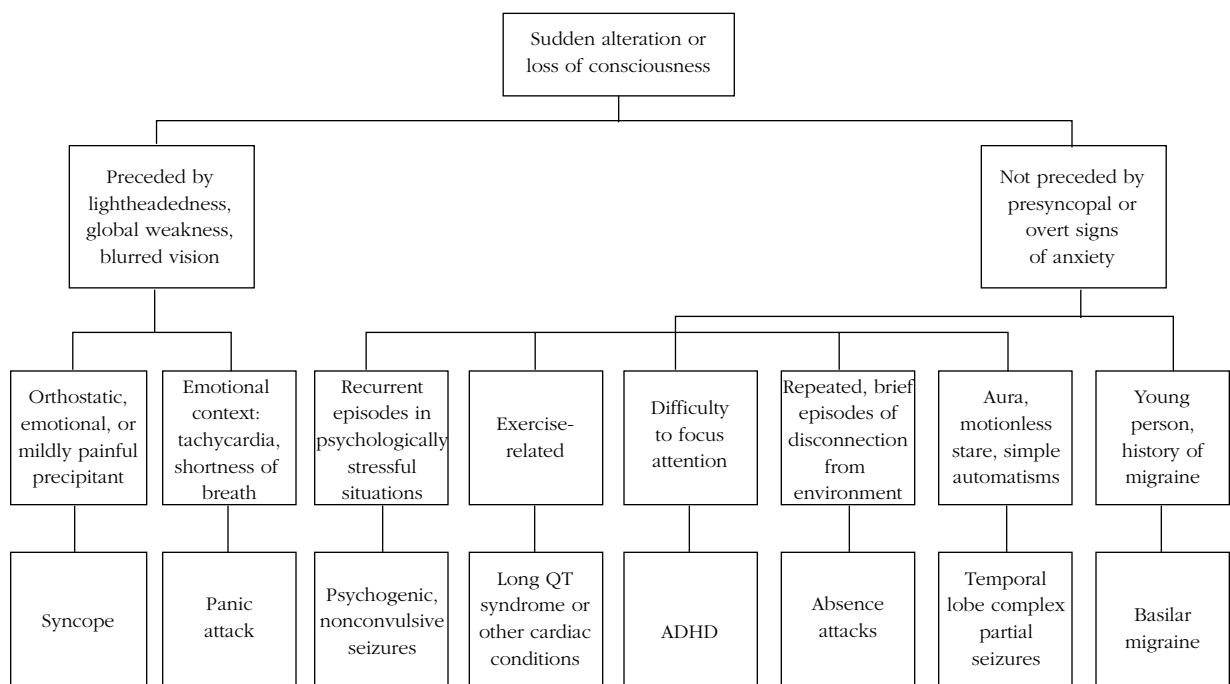 Sudden alteration or
loss of consciousness
Preceded by
lightheadedness,
global weakness,
blurred vision
Not preceded by
presyncopal or
overt signs
of anxiety
Orthostatic,
emotional, or
mildly painful
precipitant
Emotional
context:
tachycardia,
shortness of
breath
Recurrent
episodes in
psychologically
stressful
situations
Exercise-
related
Difficulty
to focus
attention
Repeated, brief
episodes of
disconnection
from
environment
Aura,
motionless
stare, simple
automatisms
Young
person,
history of
migraine
Syncope
Panic
attack
Psychogenic,
nonconvulsive
seizures
Long QT
syndrome or
other cardiac
conditions
ADHD
Absence
attacks
Temporal
lobe complex
partial
seizures
Basilar
migraine